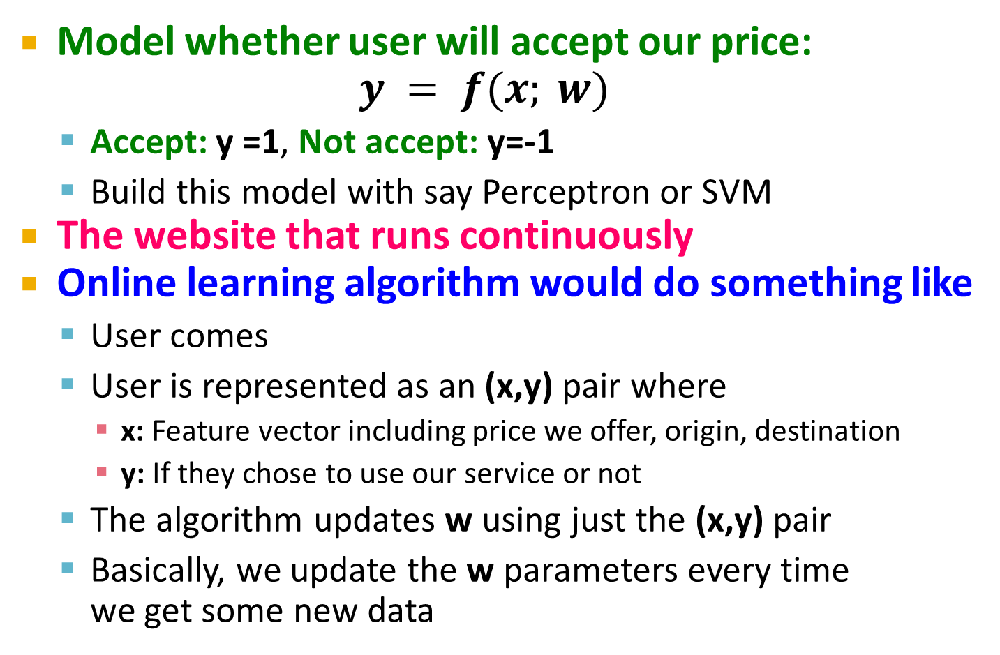 Model whether user will accept our price:
y = f(x; w)
Accept: y =1, Not accept: y=-1
Build this model with say Perceptron or SVM
The website that runs continuously
Online learning algorithm would do something like
User comes
User is represented as an (x,y) pair where
x: Feature vector including price we offer, origin, destination
y: If they chose to use our service or not
The algorithm updates w using just the (x,y) pair
Basically, we update the w parameters every time
we get some new data